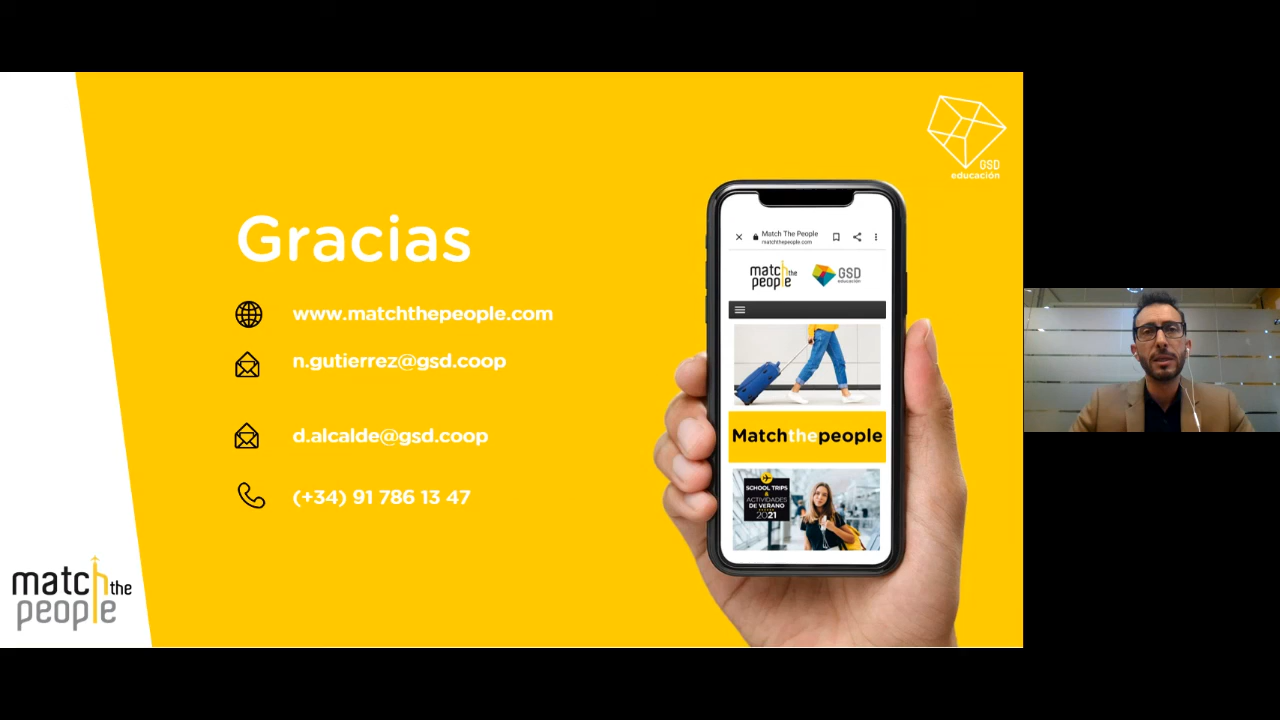 GSD
educación
Gracias
www.matchthepeople.com
n.gutierrez@gsd.coop
d.alcalde@gsd.coop
(+34) 91 786 13 47
match the
people
Match The People
matchthepeople.com
match the
people
GSD
educación
Matchthepeople
SCHOOL TRIPS
&
ACTIVIDADES
DE VERANO
2021